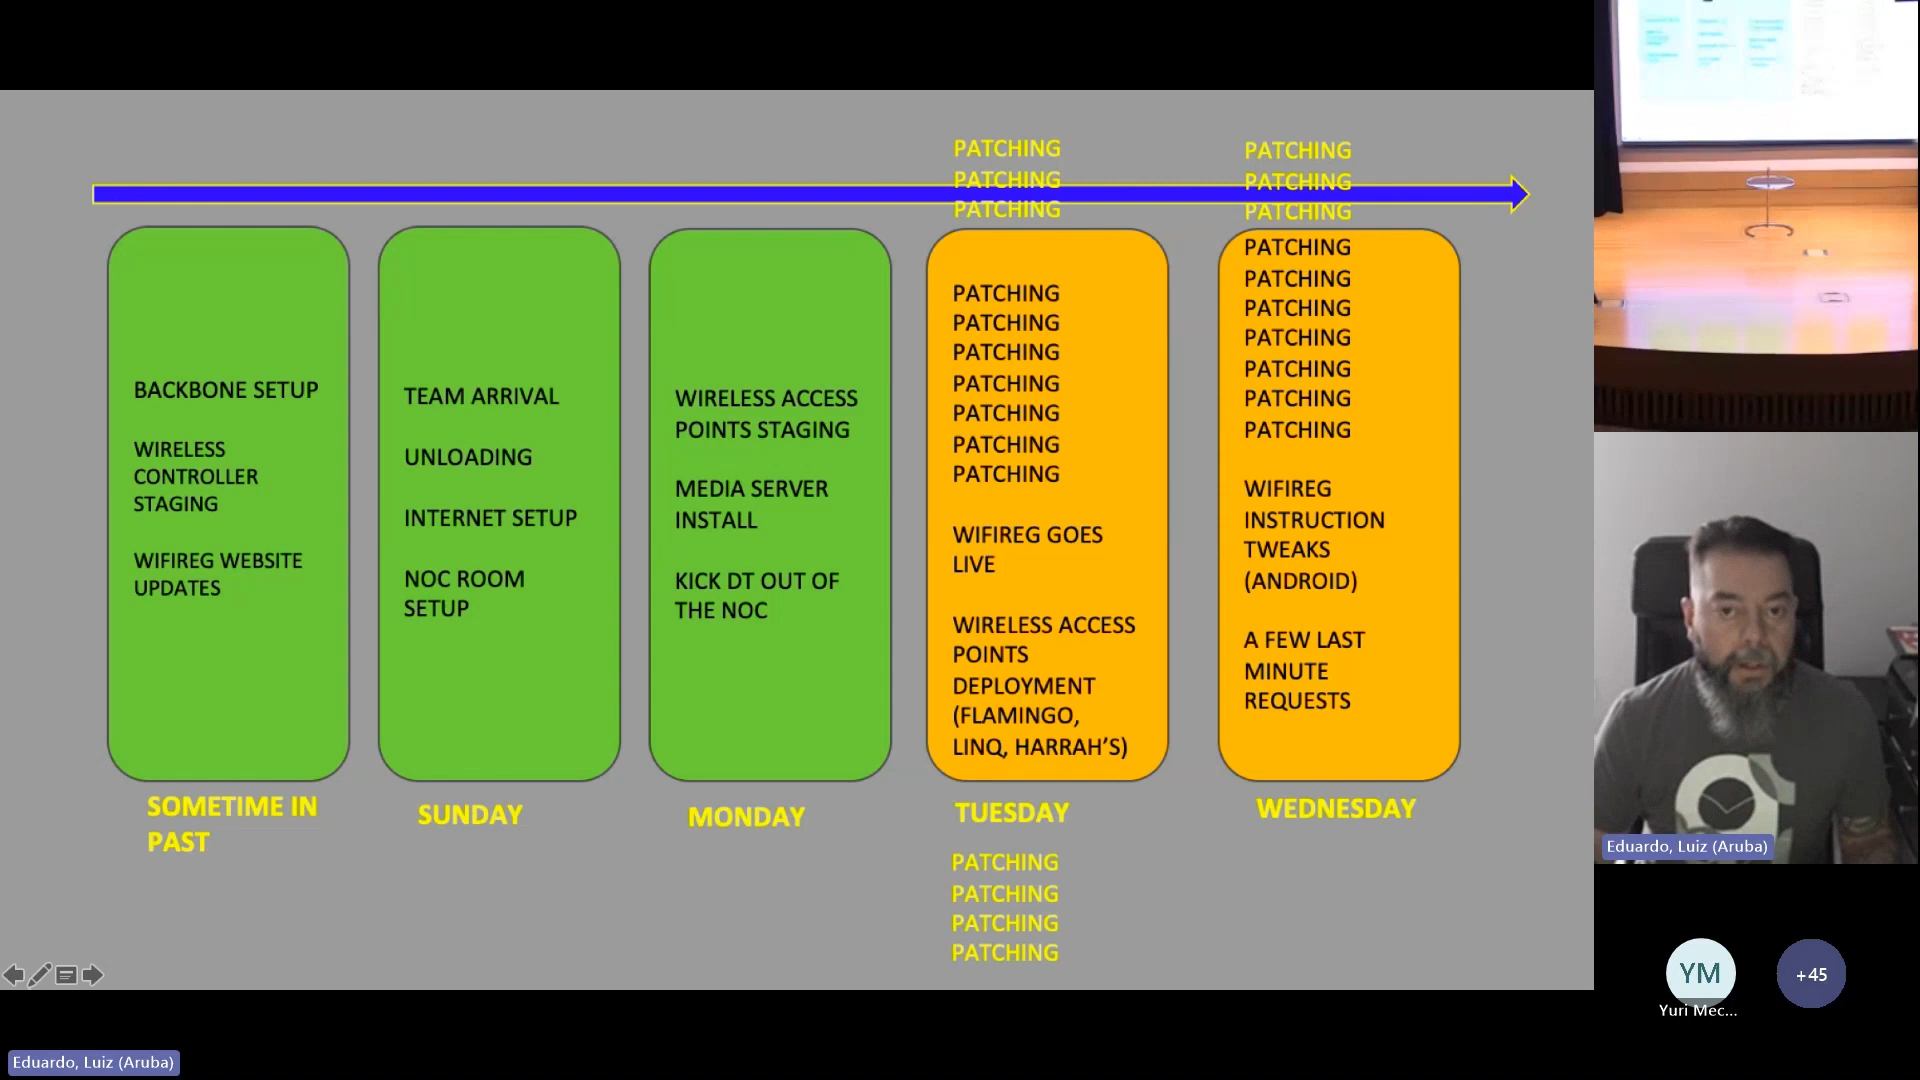 PATCHING
PATCHING
PATCHING
PATCHING
PATCHING
PATCHING
BACKBONE SETUP
WIRELESS
CONTROLLER
STAGING
WIFIREG WEBSITE
UPDATES
SOMETIME IN
PAST
TEAM ARRIVAL
UNLOADING
INTERNET SETUP
NOC ROOM
SETUP
SUNDAY
WIRELESS ACCESS
POINTS STAGING
MEDIA SERVER
INSTALL
KICK DT OUT OF
THE NOC
MONDAY
PATCHING
PATCHING
PATCHING
PATCHING
PATCHING
PATCHING
PATCHING
WIFIREG GOES
LIVE
WIRELESS ACCESS
POINTS
DEPLOYMENT
(FLAMINGO,
LINQ, HARRAH’S)
TUESDAY
PATCHING
PATCHING
PATCHING
PATCHING
PATCHING
PATCHING
PATCHING
PATCHING
PATCHING
PATCHING
PATCHING
WIFIREG
INSTRUCTION
TWEAKS
(ANDROID)
A FEW LAST
MINUTE
REQUESTS
WEDNESDAY
Eduardo, Luiz (Aruba)
YM
Yuri Mec...
+45
Eduardo, Luiz (Aruba)